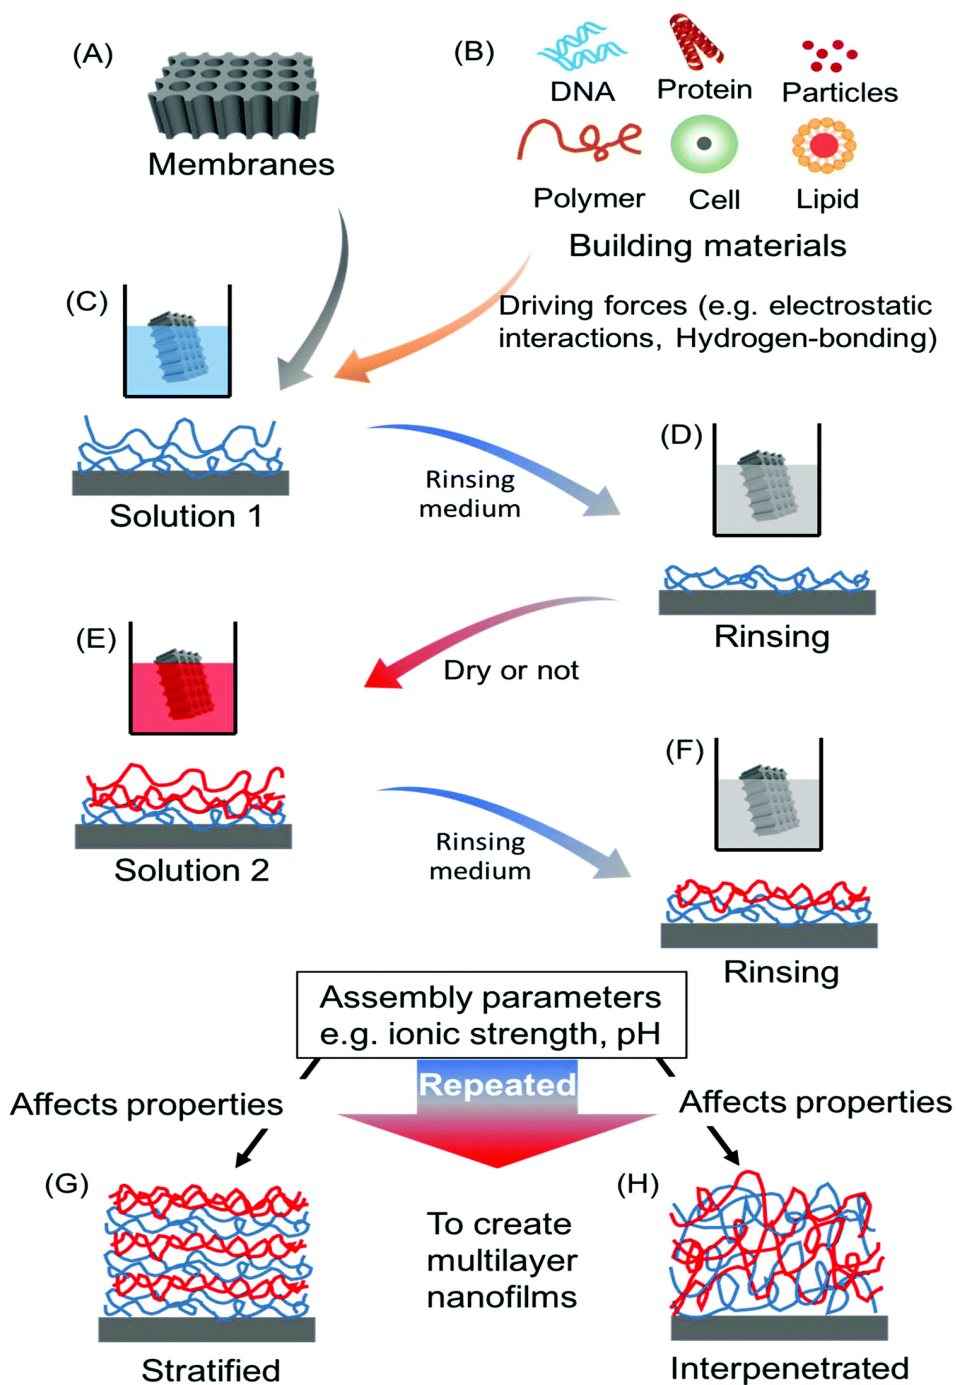 (A)
Membranes
(B)
DNA
Protein
Particles
Polymer
Cell
Lipid
Building materials
Driving forces (e.g. electrostatic
interactions, Hydrogen-bonding)
(C)
Solution 1
Rinsing
medium
(D)
Rinsing
Dry or not
(E)
Solution 2
Rinsing
medium
(F)
Rinsing
Assembly parameters
e.g. ionic strength, pH
Repeated
Affects properties
Affects properties
(G)
Stratified
To create
multilayer
nanofilms
(H)
Interpenetrated